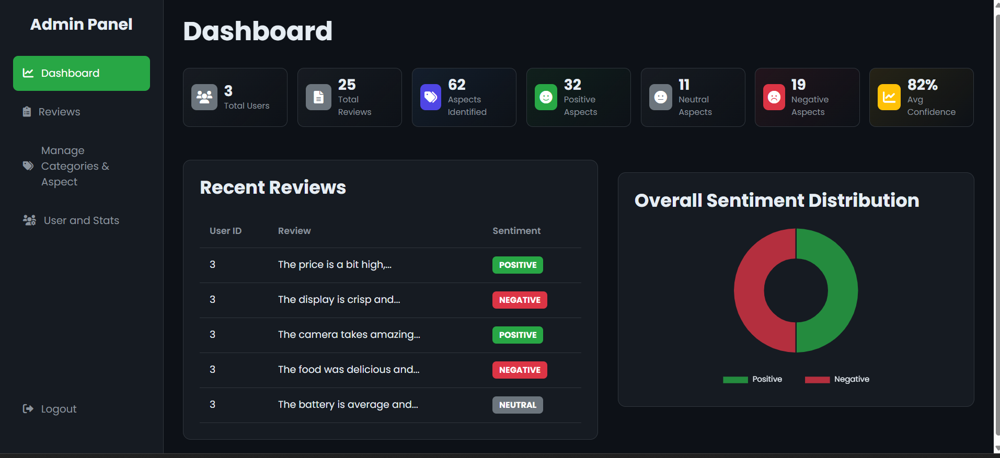 Admin Panel
Dashboard
Reviews
Manage
Categories &
Aspect
User and Stats
Logout
Dashboard
3
Total Users
25
Total
Reviews
62
Aspects
Identified
32
Positive
Aspects
11
Neutral
Aspects
19
Negative
Aspects
82%
Avg
Confidence
Recent Reviews
User ID Review Sentiment
3 The price is a bit high,... POSITIVE
3 The display is crisp and... NEGATIVE
3 The camera takes amazing... POSITIVE
3 The food was delicious and... NEGATIVE
3 The battery is average and... NEUTRAL
Overall Sentiment Distribution
Positive Negative